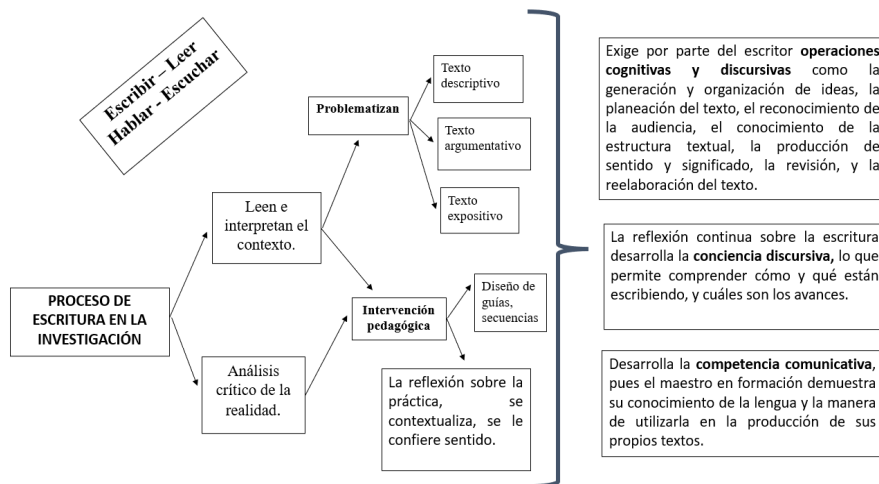 Escribir – Leer
Hablar - Escuchar
PROCESO DE
ESCRITURA EN LA
INVESTIGACIÓN
Leen e
interpretan el
contexto.
Análisis
crítico de la
realidad.
Problematizan
Texto
descriptivo
Texto
argumentativo
Texto
expositivo
Intervención
pedagógica
Diseño de
guías,
secuencias
La reflexión sobre la
práctica, se
contextualiza, se le
confiere sentido.
Exige por parte del escritor operaciones
cognitivas y discursivas como la
generación y organización de ideas, la
planeación del texto, el reconocimiento de
la audiencia, el conocimiento de la
estructura textual, la producción de
sentido y significado, la revisión, y la
reelaboración del texto.
La reflexión continua sobre la escritura
desarrolla la conciencia discursiva, lo que
permite comprender cómo y qué están
escribiendo, y cuáles son los avances.
Desarrolla la competencia comunicativa,
pues el maestro en formación demuestra
su conocimiento de la lengua y la manera
de utilizarla en la producción de sus
propios textos.